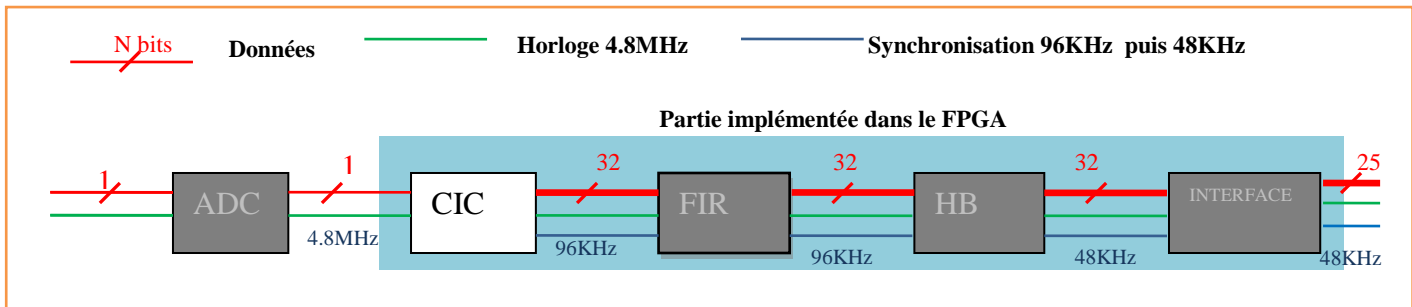 N bits Données Horloge 4.8MHz Synchronisation 96KHz puis 48KHz
Partie implémentée dans le FPGA
1 1 32 32 32 25
ADC CIC FIR HB INTERFACE
4.8MHz 96KHz 96KHz 48KHz 48KHz